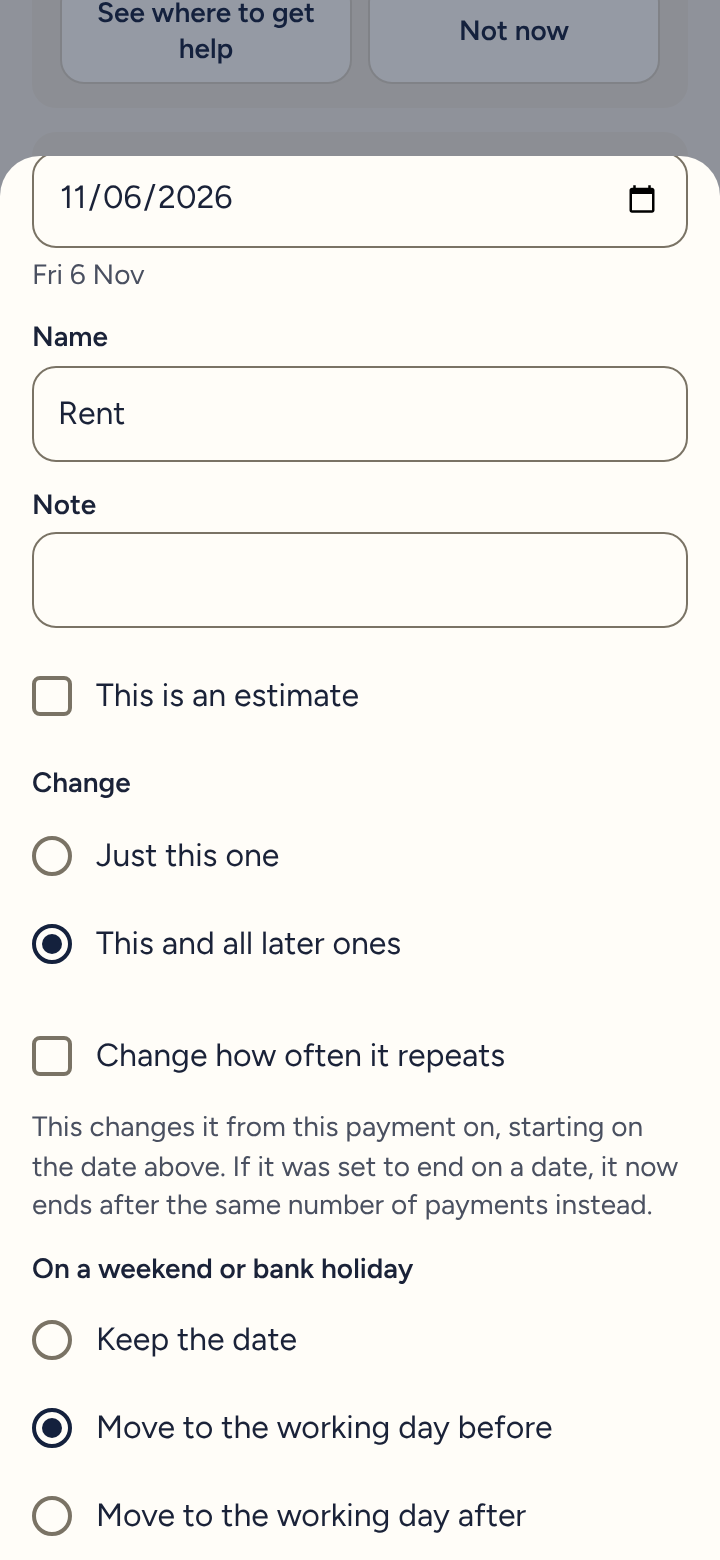 See where to get
help
Not now
11/06/2026
Fri 6 Nov
Name
Rent
Note
This is an estimate
Change
Just this one
This and all later ones
Change how often it repeats
This changes it from this payment on, starting on
the date above. If it was set to end on a date, it now
ends after the same number of payments instead.
On a weekend or bank holiday
Keep the date
Move to the working day before
Move to the working day after